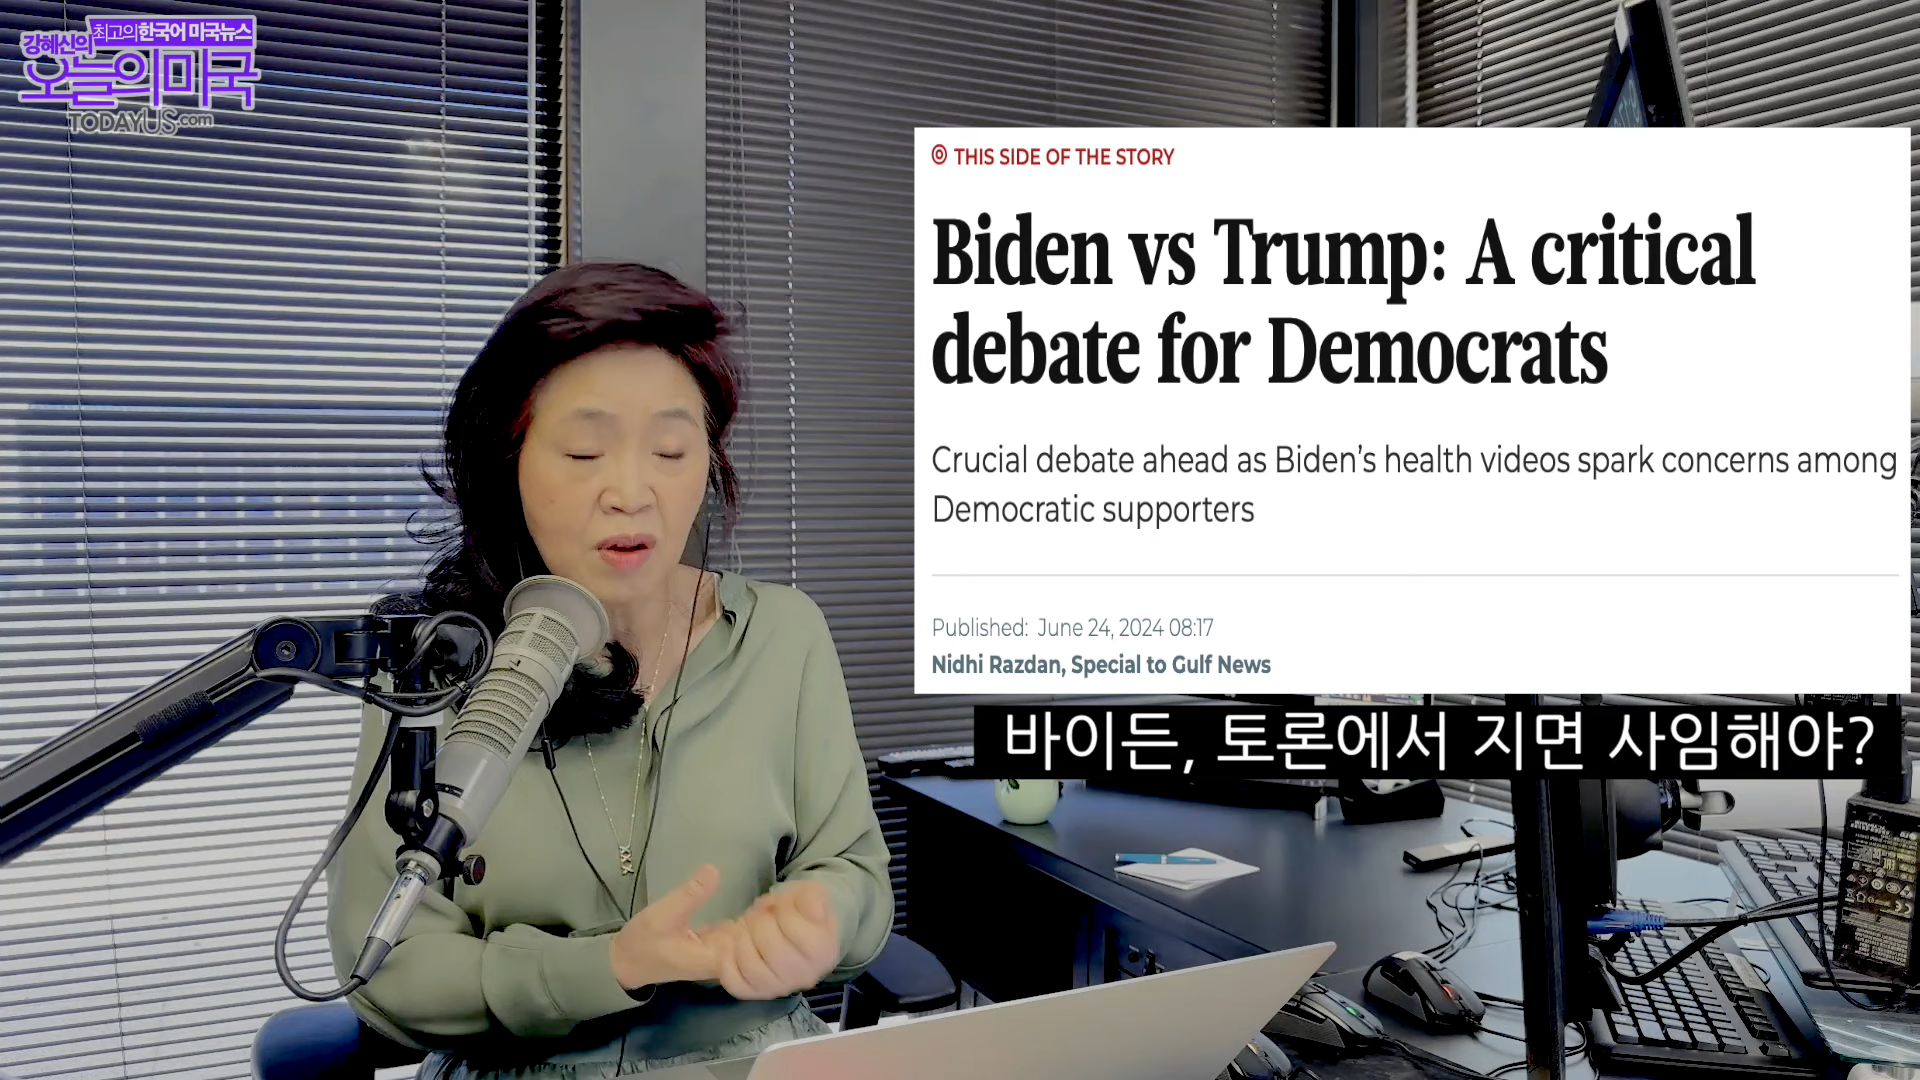 최고의한국어 미국뉴스
강혜신의
오늘의미국
TODAYUS.com
THIS SIDE OF THE STORY
Biden vs Trump: A critical
debate for Democrats
Crucial debate ahead as Biden's health videos spark concerns among
Democratic supporters
Published: June 24, 2024 08:17
Nidhi Razdan, Special to Gulf News
바이든, 토론에서 지면 사임해야?